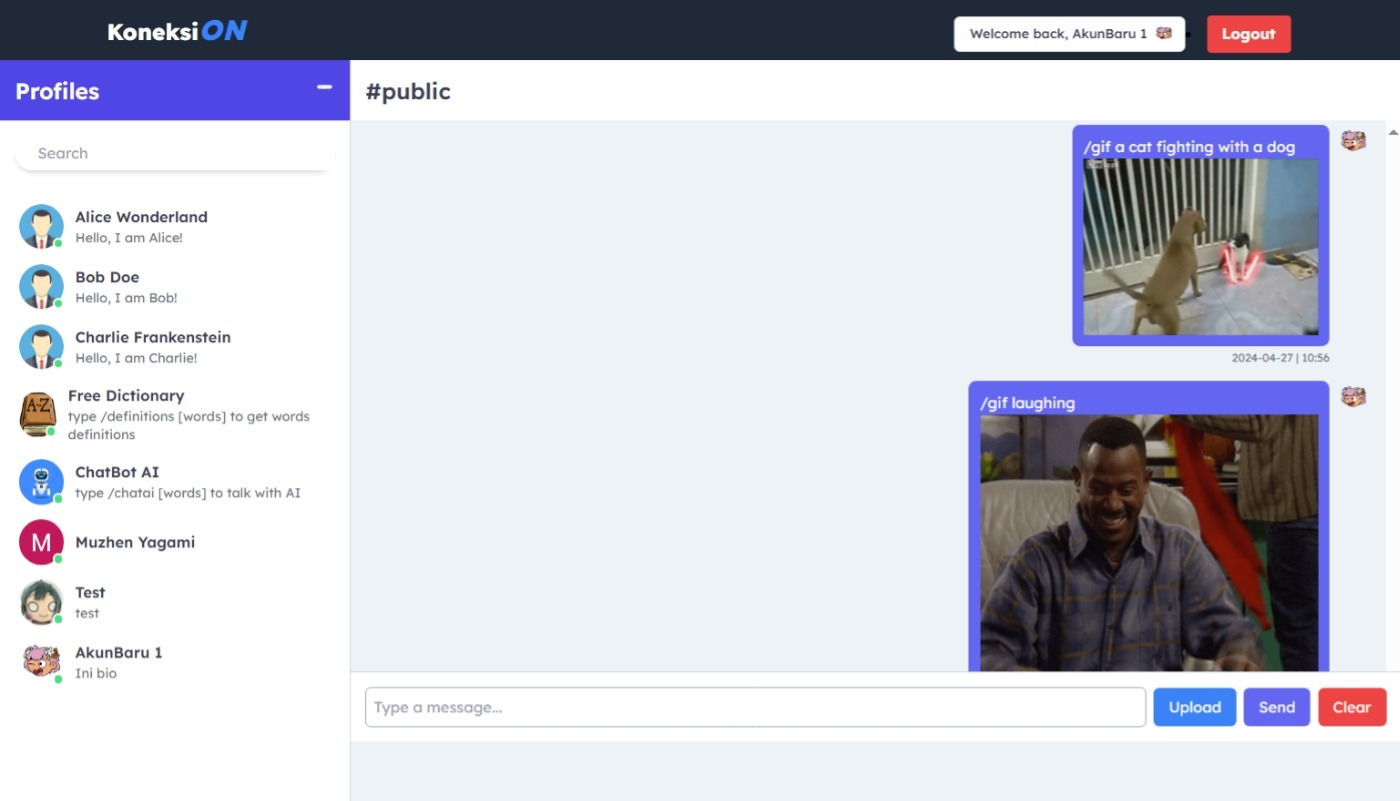 KoneksiON
Welcome back, AkunBaru 1
Logout
Profiles
#public
Search
Alice Wonderland
Hello, I am Alice!
Bob Doe
Hello, I am Bob!
Charlie Frankenstein
Hello, I am Charlie!
Free Dictionary
type /definitions [words] to get words
definitions
A-Z
ChatBot AI
type /chatai [words] to talk with AI
M
Muzhen Yagami
Test
test
AkunBaru 1
Ini bio
/gif a cat fighting with a dog
2024-04-27 | 10:56
/gif laughing
Type a message...
Upload
Send
Clear